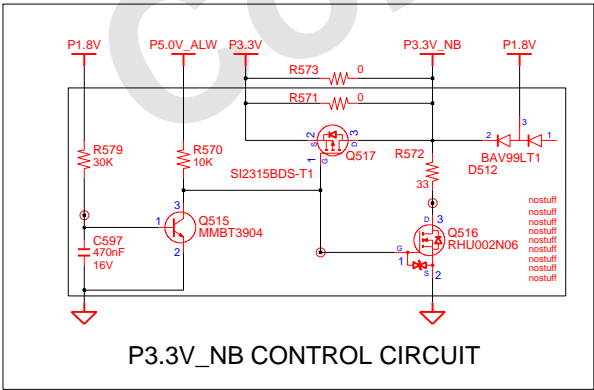 P1.8V P5.0V_ALW P3.3V P3.3V_NB P1.8V
R573 0
R571 0
R579
30K
R570
10K
2 S D 3
1 G
Q517
SI2315BDS-T1
R572
33
3
2 1
BAV99LT1
D512
3
1
2
Q515
MMBT3904
C597
470nF
16V
D 3
Q516
RHU002N06
G
1
S
2
nostuff
nostuff
nostuff
nostuff
nostuff
nostuff
nostuff
nostuff
nostuff
P3.3V_NB CONTROL CIRCUIT